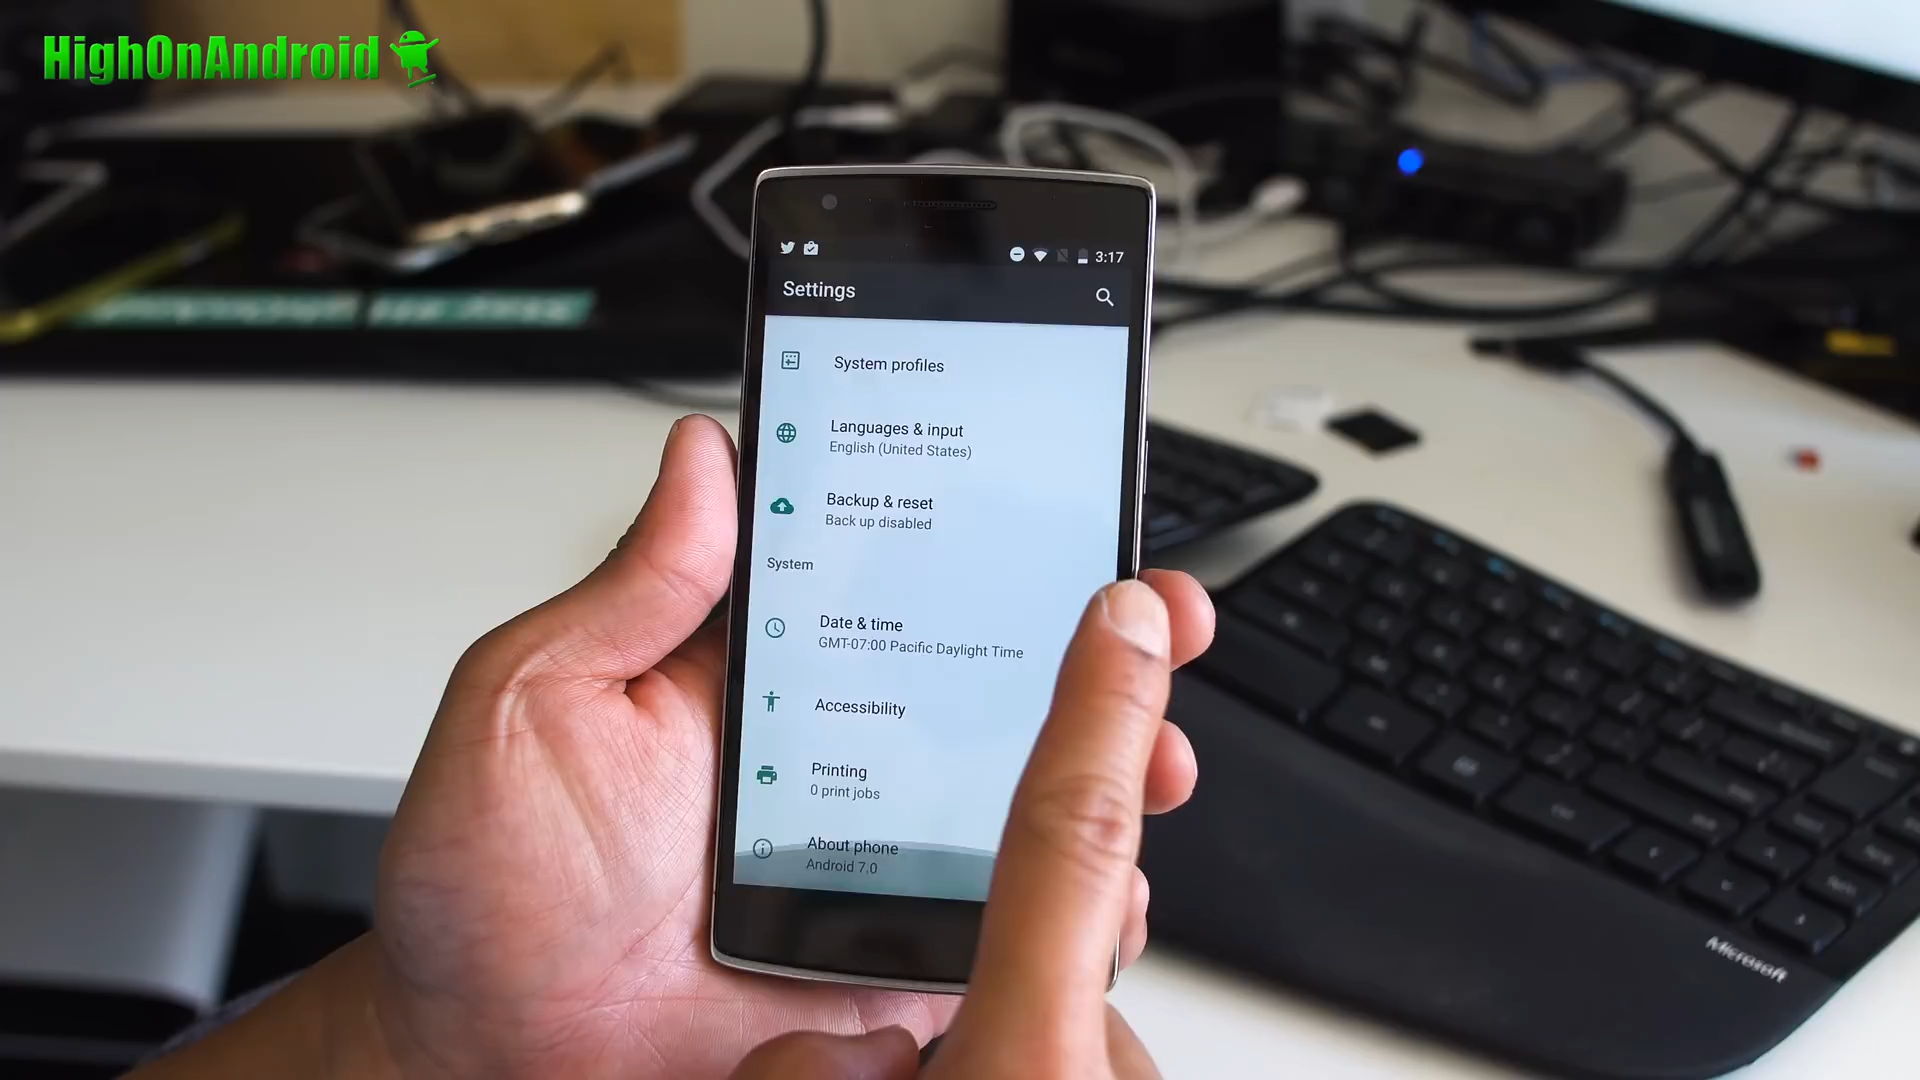 HighOnAndroid
3:17
Settings
System profiles
Languages & input
English (United States)
Backup & reset
Back up disabled
System
Date & time
GMT-07:00 Pacific Daylight Time
Accessibility
Printing
0 print jobs
About phone
Android 7.0
Microsoft